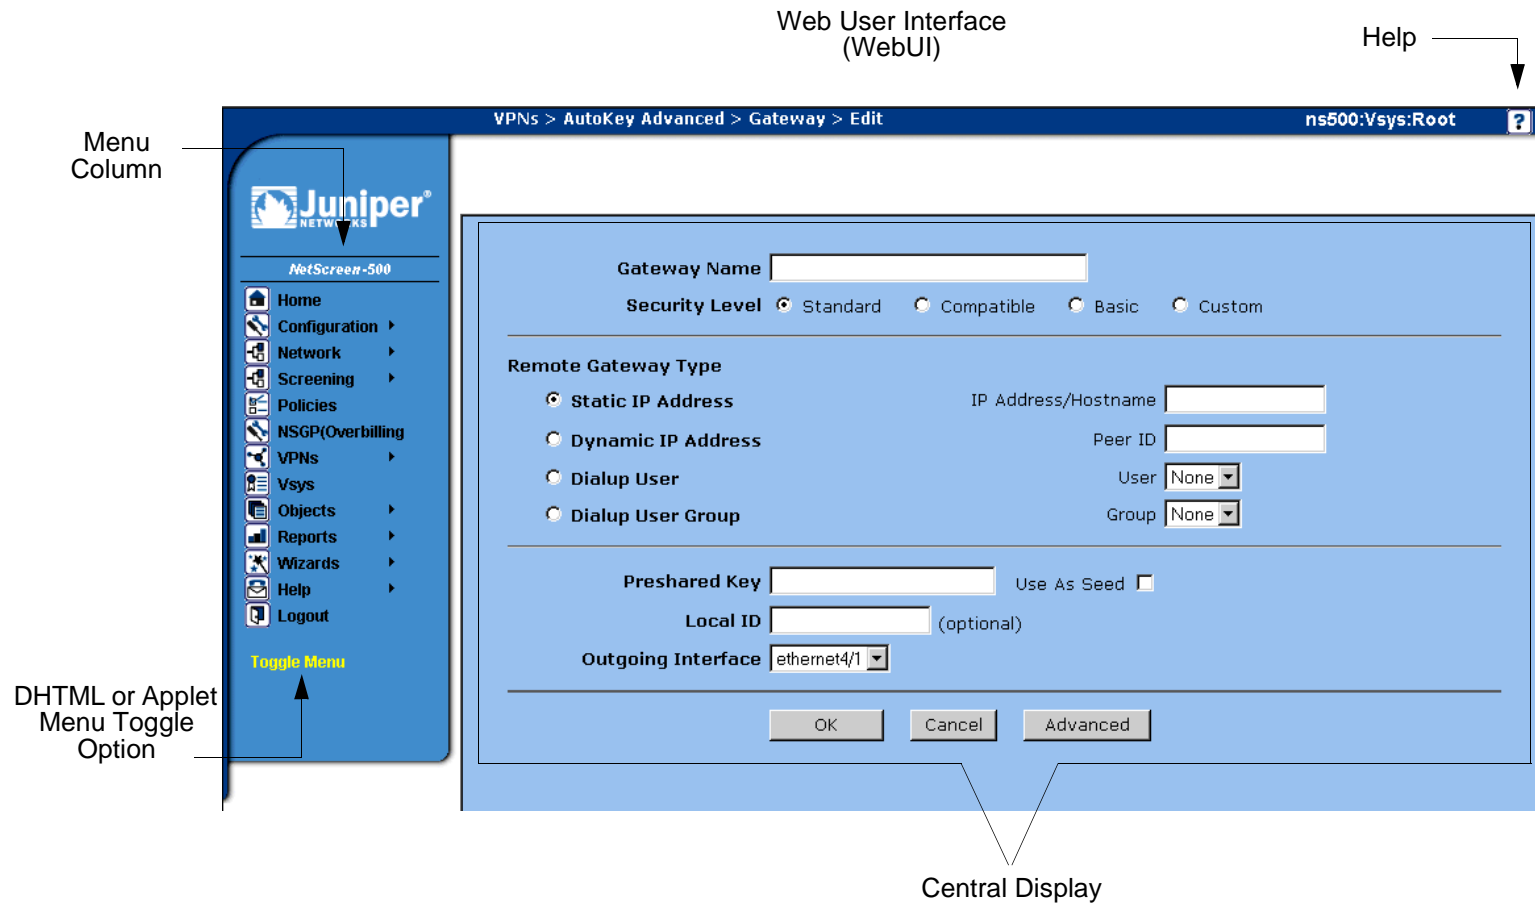 Web User Interface
(WebUI)
Help
VPNs > AutoKey Advanced > Gateway > Edit
ns500:Vsys:Root
?
Menu
Column
Juniper®
NETWORKS
NetScreen-500
Home
Configuration
Network
Screening
Policies
NSGP(Overbilling
VPNs
Vsys
Objects
Reports
Wizards
Help
Logout
Toggle Menu
DHTML or Applet
Menu Toggle
Option
Gateway Name
Security Level Standard Compatible Basic Custom
Remote Gateway Type
Static IP Address IP Address/Hostname
Dynamic IP Address Peer ID
Dialup User User None
Dialup User Group Group None
Preshared Key Use As Seed
Local ID (optional)
Outgoing Interface ethernet4/1
OK Cancel Advanced
Central Display